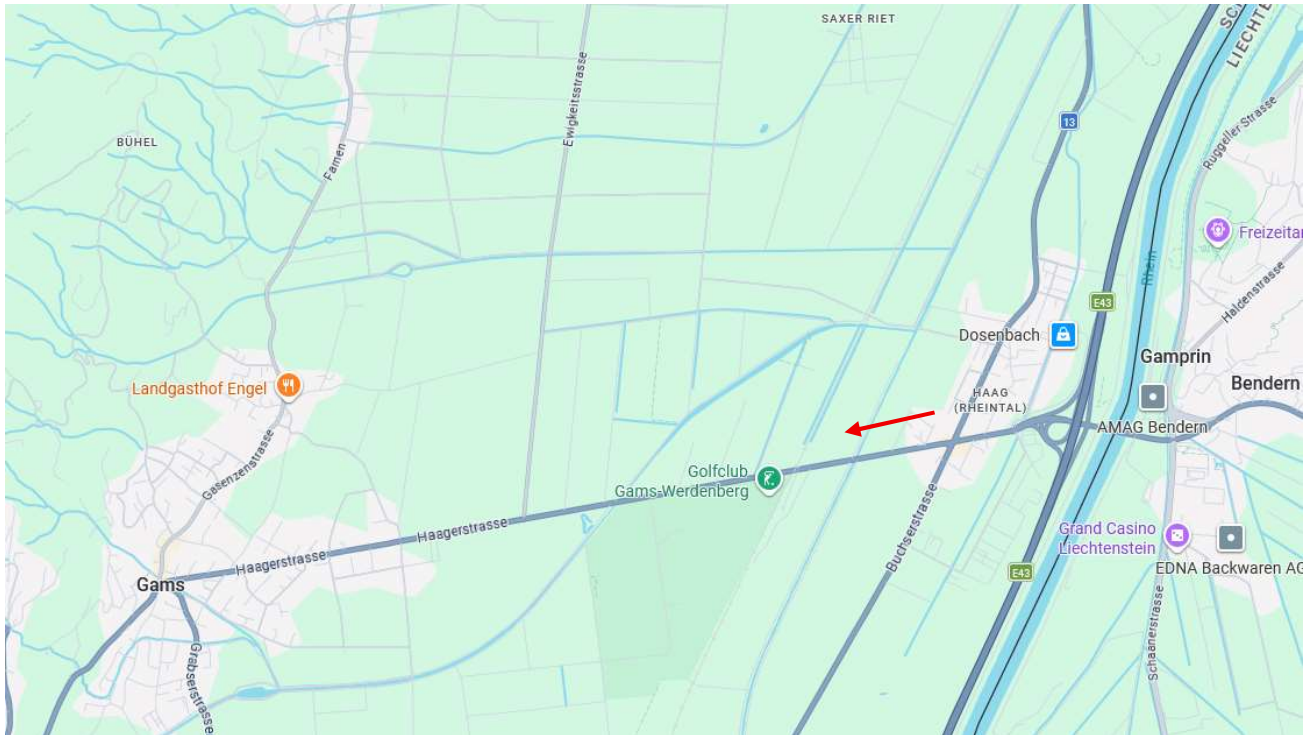 SAXER RIET
SC
LIECHTE
BÜHEL
Famen
Ewigkeitsstrasse
13
Ruggeller Strasse
Freizeitar
Rhein
Haldenstrasse
E43
Dosenbach
Gamprin
Landgasthof Engel
HAAG
(RHEINTAL)
Bendern
AMAG Bendern
Gasenzenstrasse
Golfclub
Gams-Werdenberg
Haagerstrasse
Haagerstrasse
Buchserstrasse
Grand Casino
Liechtenstein
E43
EDNA Backwaren AG
Gams
Grabserstrasse
Schaanerstrasse